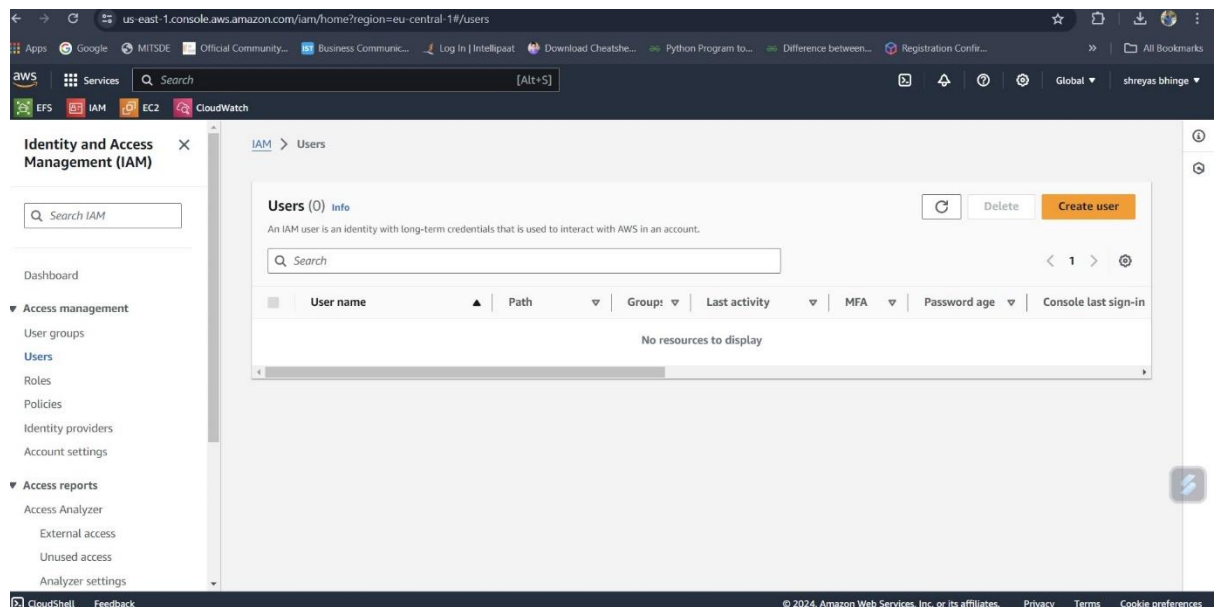 us-east-1.console.aws.amazon.com/iam/home?region=eu-central-1#/users
Apps Google MITSDE Official Community... Business Communic... Log In | Intellipaat Download Cheatshe... Python Program to... Difference between... Registration Confir... » All Bookmarks
aws Services Search [Alt+S] Global shreyas bhinge
EFS IAM EC2 CloudWatch
Identity and Access Management (IAM)
Search IAM
Dashboard
Access management
User groups
Users
Roles
Policies
Identity providers
Account settings
Access reports
Access Analyzer
External access
Unused access
Analyzer settings
IAM > Users
Users (0) Info
Delete Create user
An IAM user is an identity with long-term credentials that is used to interact with AWS in an account.
Search
< 1 >
User name Path Group: Last activity MFA Password age Console last sign-in
No resources to display
CloudShell Feedback © 2024, Amazon Web Services, Inc. or its affiliates. Privacy Terms Cookie preferences